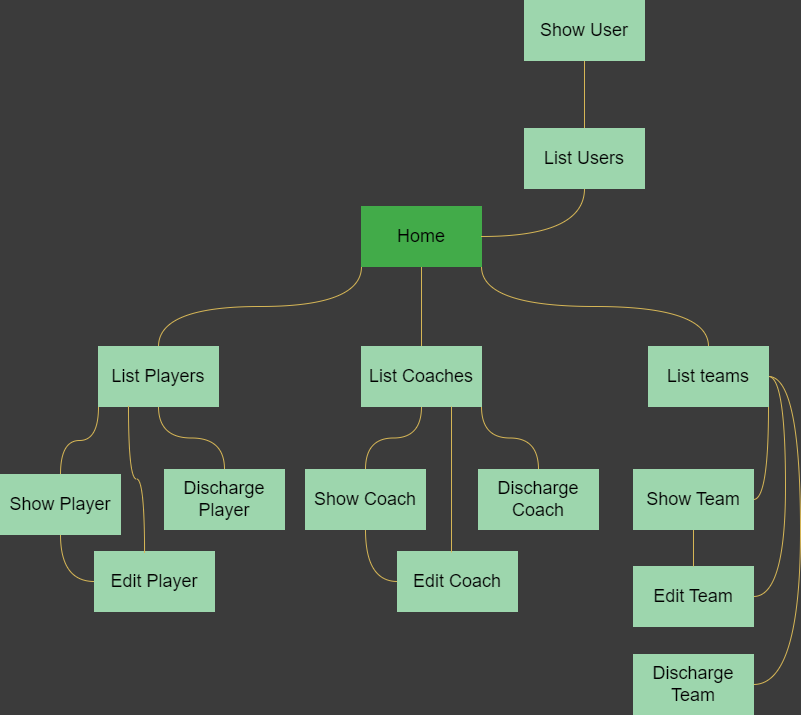 Show User
List Users
Home
List Players
List Coaches
List teams
Show Player
Discharge
Player
Show Coach
Discharge
Coach
Show Team
Edit Player
Edit Coach
Edit Team
Discharge
Team